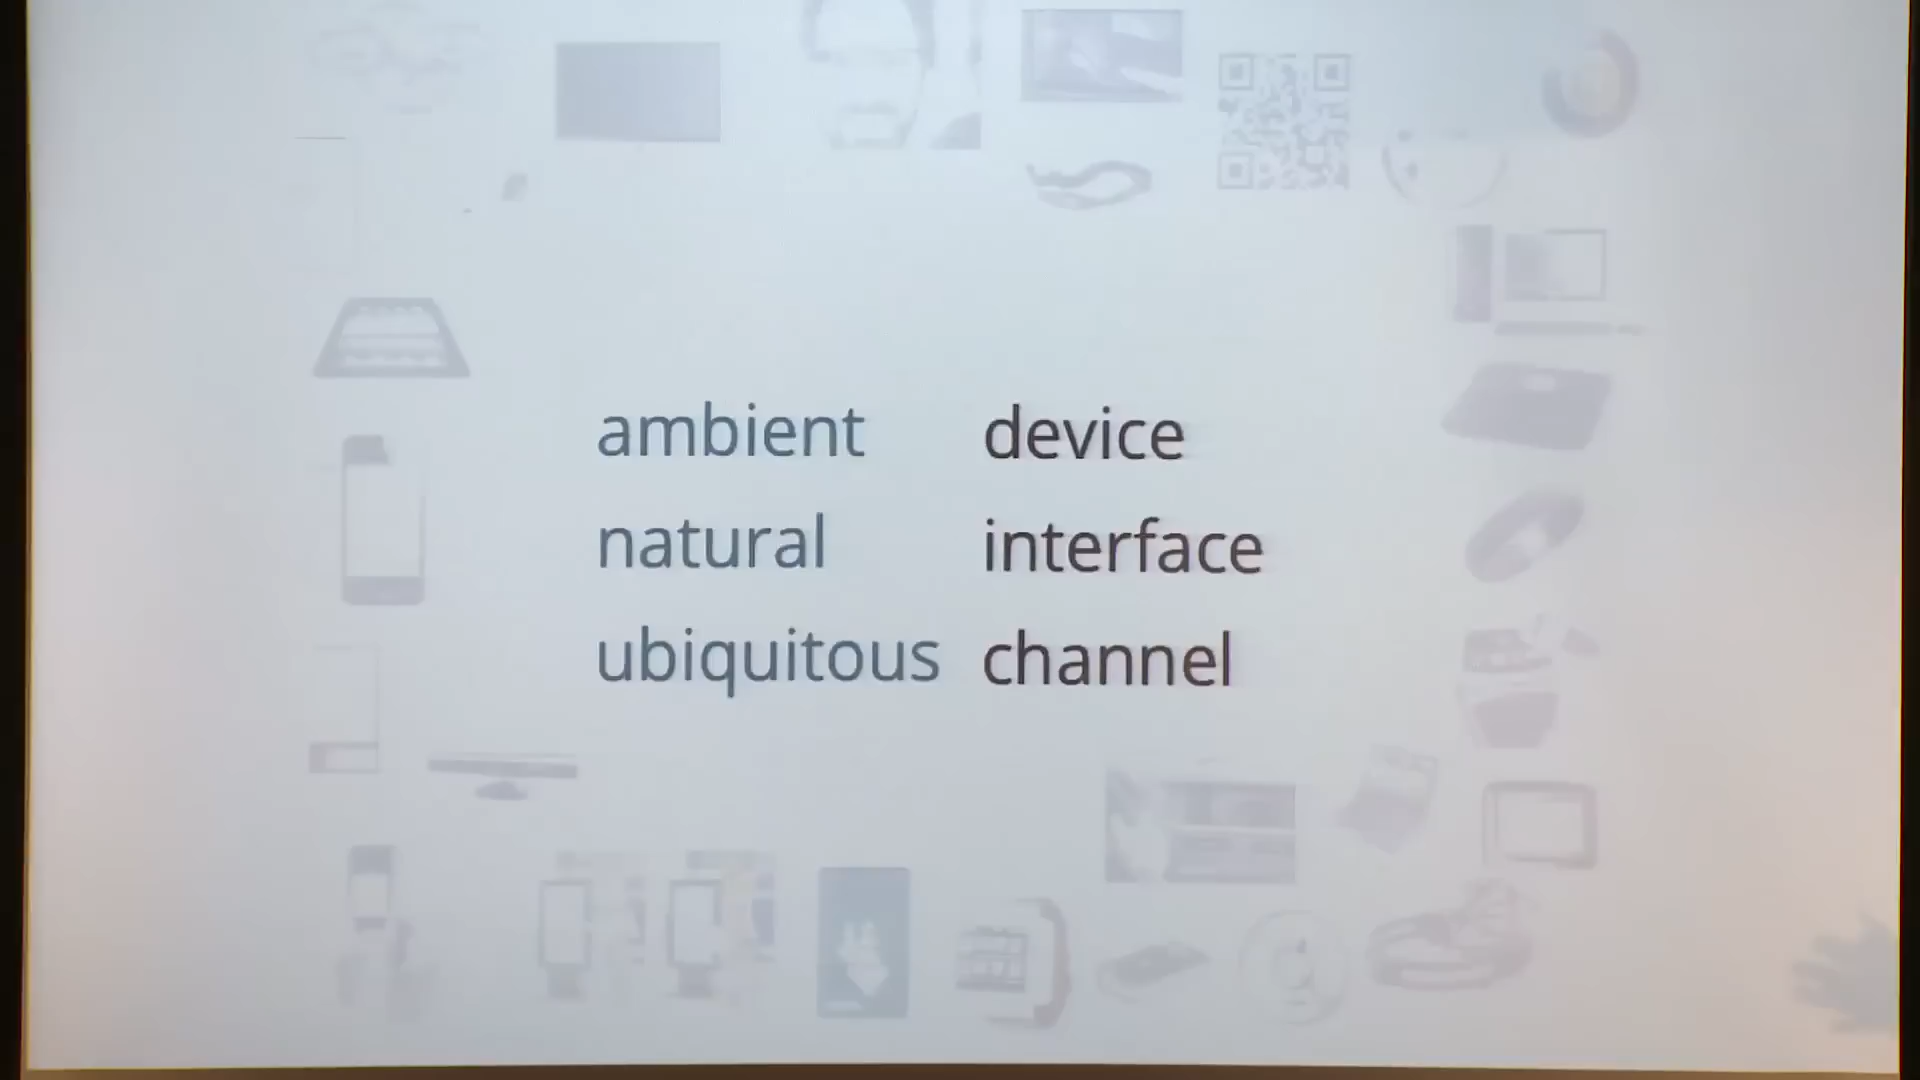 ambient device
natural interface
ubiquitous channel